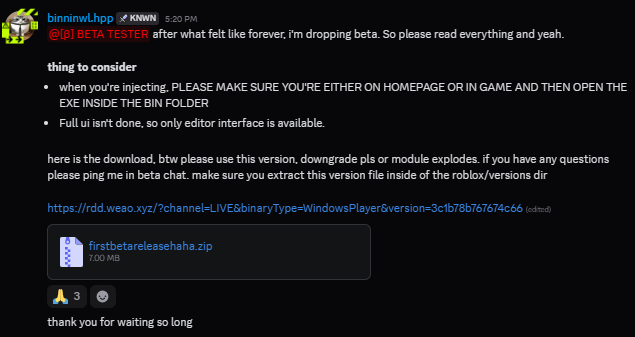 binninwl.hpp KNWN 5:20 PM
@[β] BETA TESTER after what felt like forever, i'm dropping beta. So please read everything and yeah.
thing to consider
• when you're injecting, PLEASE MAKE SURE YOU'RE EITHER ON HOMEPAGE OR IN GAME AND THEN OPEN THE
EXE INSIDE THE BIN FOLDER
• Full ui isn't done, so only editor interface is available.
here is the download, btw please use this version, downgrade pls or module explodes. if you have any questions
please ping me in beta chat. make sure you extract this version file inside of the roblox/versions dir
https://rdd.weao.xyz/?channel=LIVE&binaryType=WindowsPlayer&version=3c1b78b767674c66 (edited)
firstbetareleasehaha.zip
7.00 MB
3
thank you for waiting so long